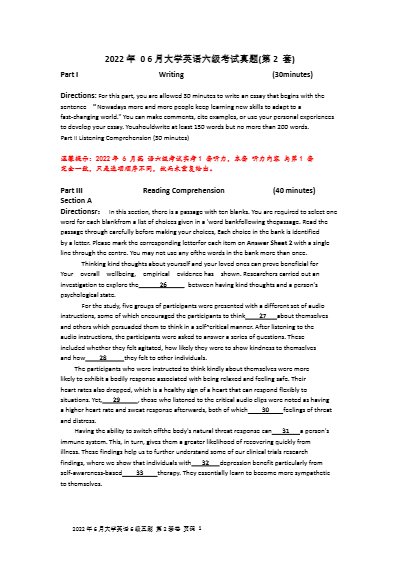 2022 年 0 6 月大学英语六级考试真题(第 2 套)
Part I Writing (30minutes)
Directions: For this part, you are allowed 30 minutes to write an essay that begins with the
sentence “Nowadays more and more people keep learning new skills to adapt to a
fast-changing world.” You can make comments, cite examples, or use your personal experiences
to develop your essay. Youshouldwrite at least 150 words but no more than 200 words.
Part II Listening Comprehension (30 minutes)
温馨提示：2022 年 6 月英 语六级考试实考 1 套听力，本套 听力内容 与第 1 套
完全一致，只是选项顺序不同，故而未重复给出。
Part III Reading Comprehension (40 minutes)
Section A
Directionsr： In this section, there is a passage with ten blanks. You are required to select one
word for each blankfrom a list of choices given in a 'word bankfollowing thepassage. Read the
passage through carefully before making your choices, Each choice in the bank is identified
by a letter. Please mark the corresponding letterfor each item on Answer Sheet 2 with a single
line through the centre. You may not use any ofthe words in the bank more than once.
Thinking kind thoughts about yourself and your loved ones can prove beneficial for
Your overall wellbeing, empirical evidence has shown. Researchers carried out an
investigation to explore the 26 between having kind thoughts and a person's
psychological state.
For the study, five groups of participants were presented with a different set of audio
instructions, some of which encouraged the participants to think 27 about themselves
and others which persuaded them to think in a self^critical manner. After listening to the
audio instructions, the participants were asked to answer a series of questions. These
included whether they felt agitated, how likely they were to show kindness to themselves
and how 28 they felt to other individuals.
The participants who were instructed to think kindly about themselves were more
likely to exhibit a bodily response associated with being relaxed and feeling safe. Their
heart rates also dropped, which is a healthy sign of a heart that can respond flexibly to
situations. Yet, 29 , those who listened to the critical audio clips were noted as having
a higher heart rate and sweat response afterwards, both of which 30 feelings of threat
and distress.
Having the ability to switch offthe body's natural threat response can 31 a person's
immune system. This, in turn, gives them a greater likelihood of recovering quickly from
illness. These findings help us to further understand some of our clinical trials research
findings, where we show that individuals with 32 depression benefit particularly from
self-awareness-based 33 therapy. They essentially learn to become more sympathetic
to themselves.
2022 年 6 月大学英语 6 级真题 第 2 套卷 页码 1